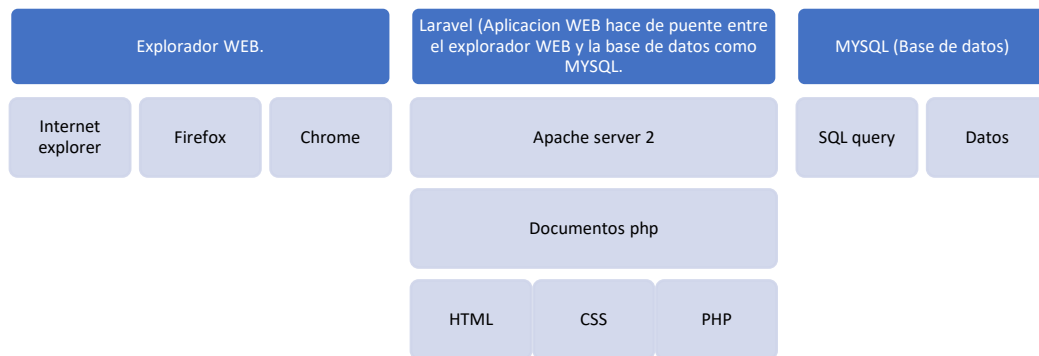 Explorador WEB.
Laravel (Aplicacion WEB hace de puente entre
el explorador WEB y la base de datos como
MYSQL.
MYSQL (Base de datos)
Internet
explorer
Firefox
Chrome
Apache server 2
SQL query
Datos
Documentos php
HTML
CSS
PHP